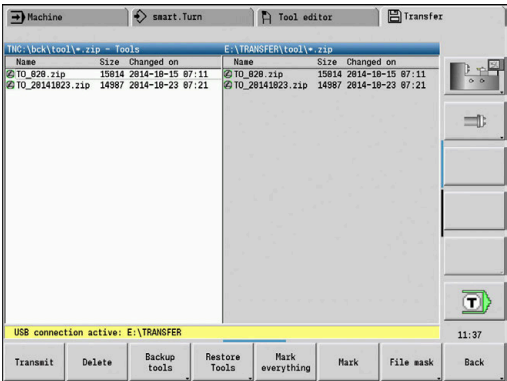 Machine
smart.Turn
Tool editor
Transfer
TNC:\bck\tool\*.zip - Tools
E:\TRANSFER\tool\*.zip
Name Size Changed on
Name Size Changed on
TO_020.zip 15014 2014-10-15 07:11
TO_020.zip 15014 2014-10-15 07:11
TO_20141023.zip 14987 2014-10-23 07:21
TO_20141023.zip 14987 2014-10-23 07:21
T
USB connection active: E:\TRANSFER
11:37
Transmit
Delete
Backup tools
Restore Tools
Mark everything
Mark
File mask
Back